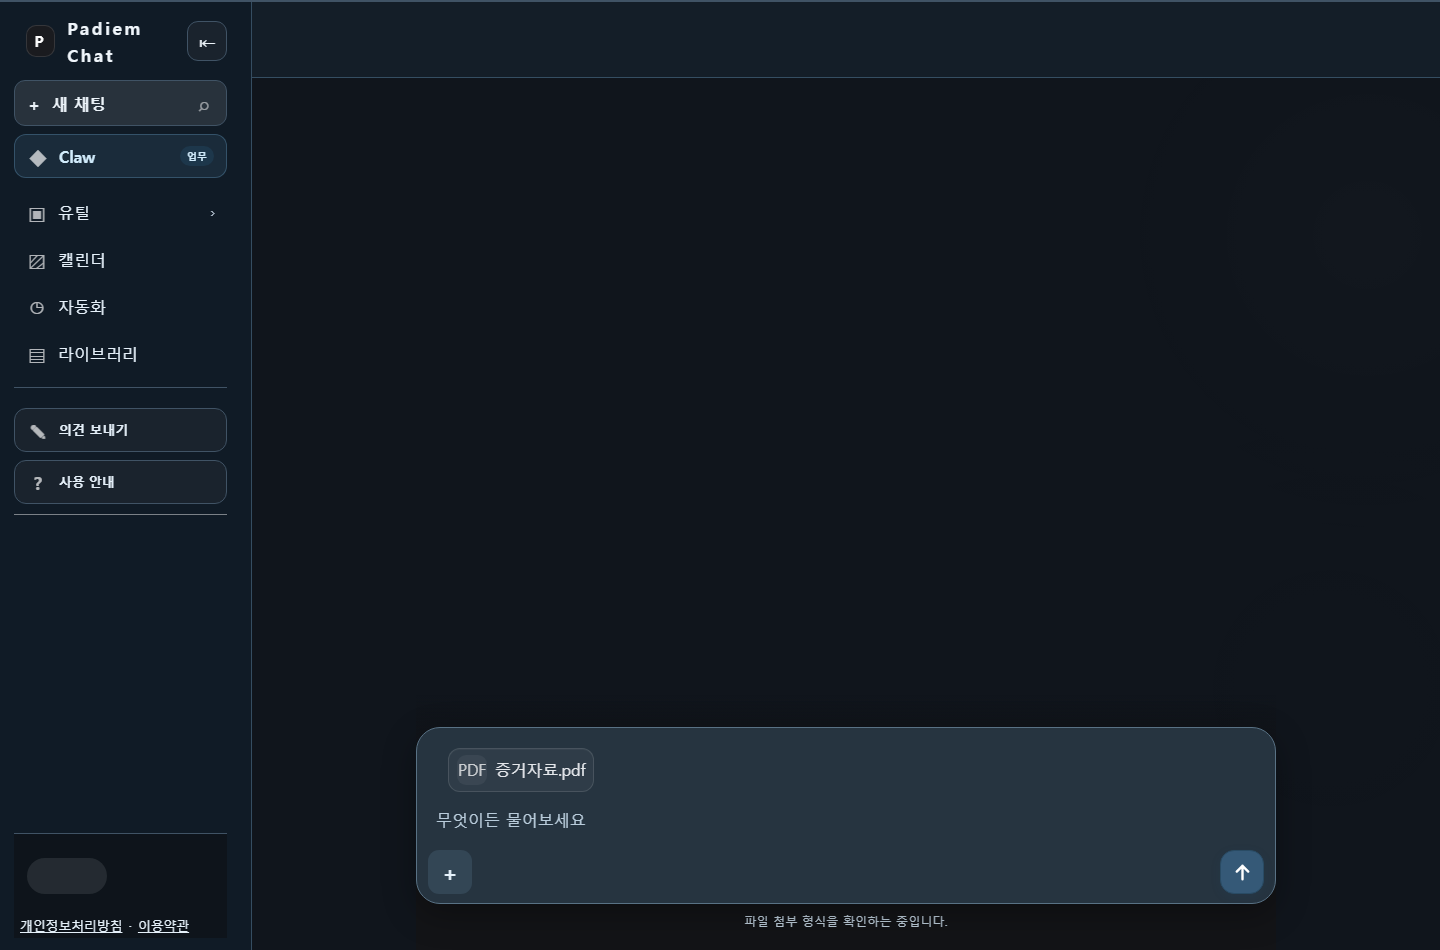 P
Padiem
Chat
+ 새 채팅
Claw 업무
유틸
캘린더
자동화
라이브러리
의견 보내기
? 사용 안내
PDF 증거자료.pdf
무엇이든 물어보세요
+
파일 첨부 형식을 확인하는 중입니다.
개인정보처리방침 · 이용약관